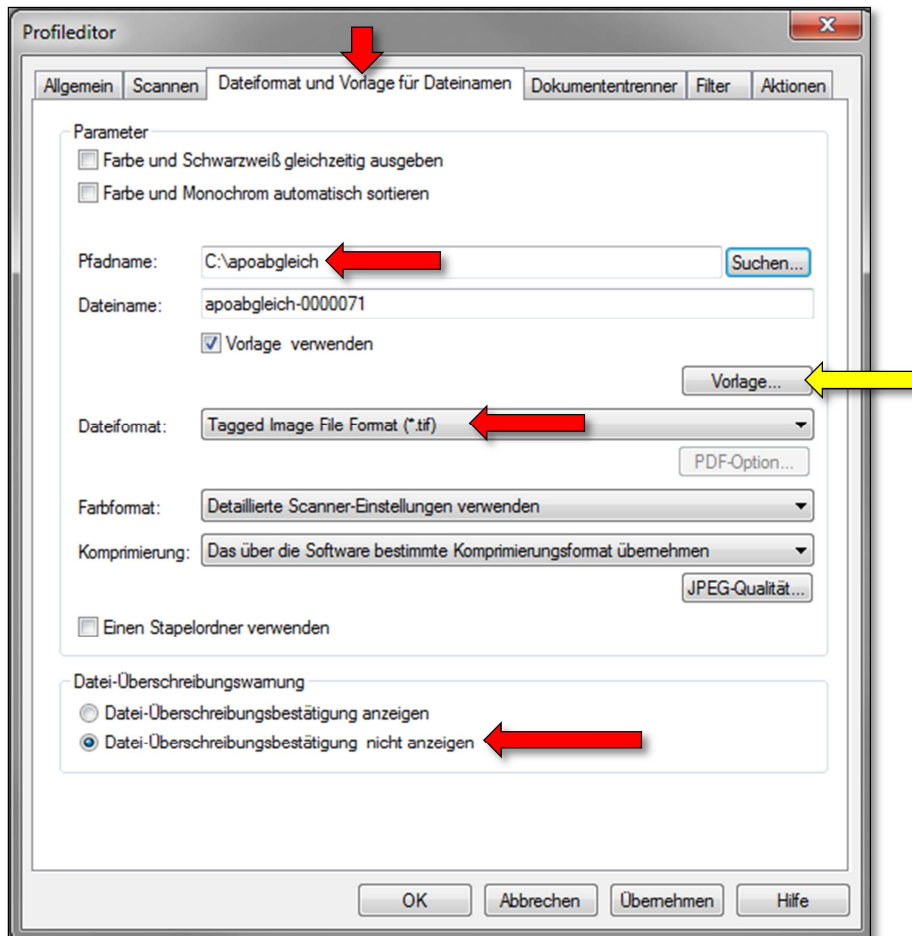 Profileditor
Allgemein Scannen Dateiformat und Vorlage für Dateinamen Dokumententrenner Filter Aktionen
Parameter
Farbe und Schwarzweiß gleichzeitig ausgeben
Farbe und Monochrom automatisch sortieren
Pfadname: C:\apoabgleich Suchen...
Dateiname: apoabgleich-0000071
Vorlage verwenden
Vorlage...
Dateiformat: Tagged Image File Format (*.tif)
PDF-Option...
Farbformat: Detaillierte Scanner-Einstellungen verwenden
Komprimierung: Das über die Software bestimmte Komprimierungsformat übernehmen
JPEG-Qualität...
Einen Stapelordner verwenden
Datei-Überschreibungswarnung
Datei-Überschreibungsbestätigung anzeigen
Datei-Überschreibungsbestätigung nicht anzeigen
OK Abbrechen Übernehmen Hilfe